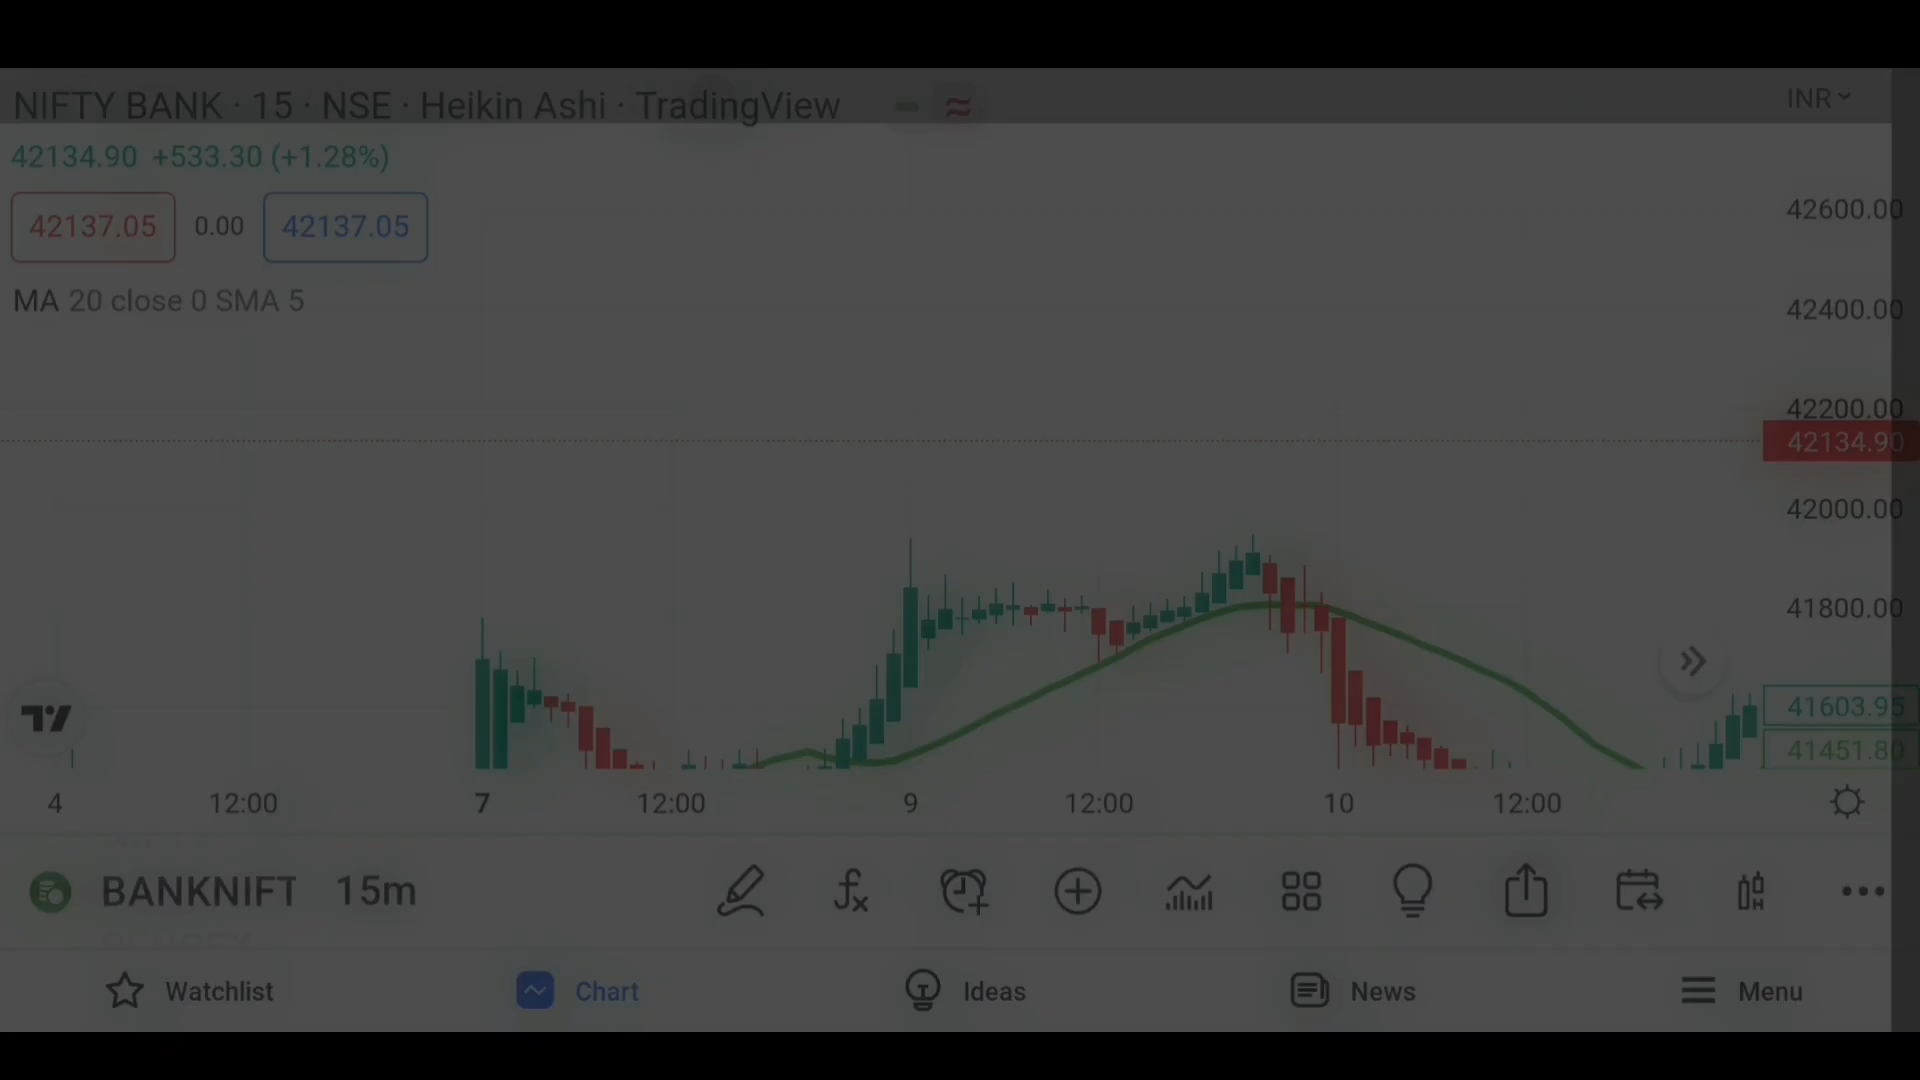 NIFTY BANK · 15 · NSE · Heikin Ashi · TradingView
INR
42134.90 +533.30 (+1.28%)
42137.05 0.00 42137.05
MA 20 close 0 SMA 5
42600.00
42400.00
42200.00
42134.90
42000.00
41800.00
41603.95
41451.80
4 12:00 7 12:00 9 12:00 10 12:00
BANKNIFT 15m
Watchlist Chart Ideas News Menu